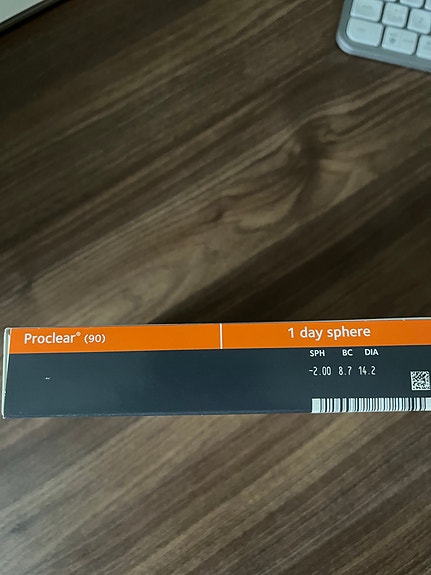 Proclear® (90)
1 day sphere
SPH BC DIA
-2.00 8.7 14.2